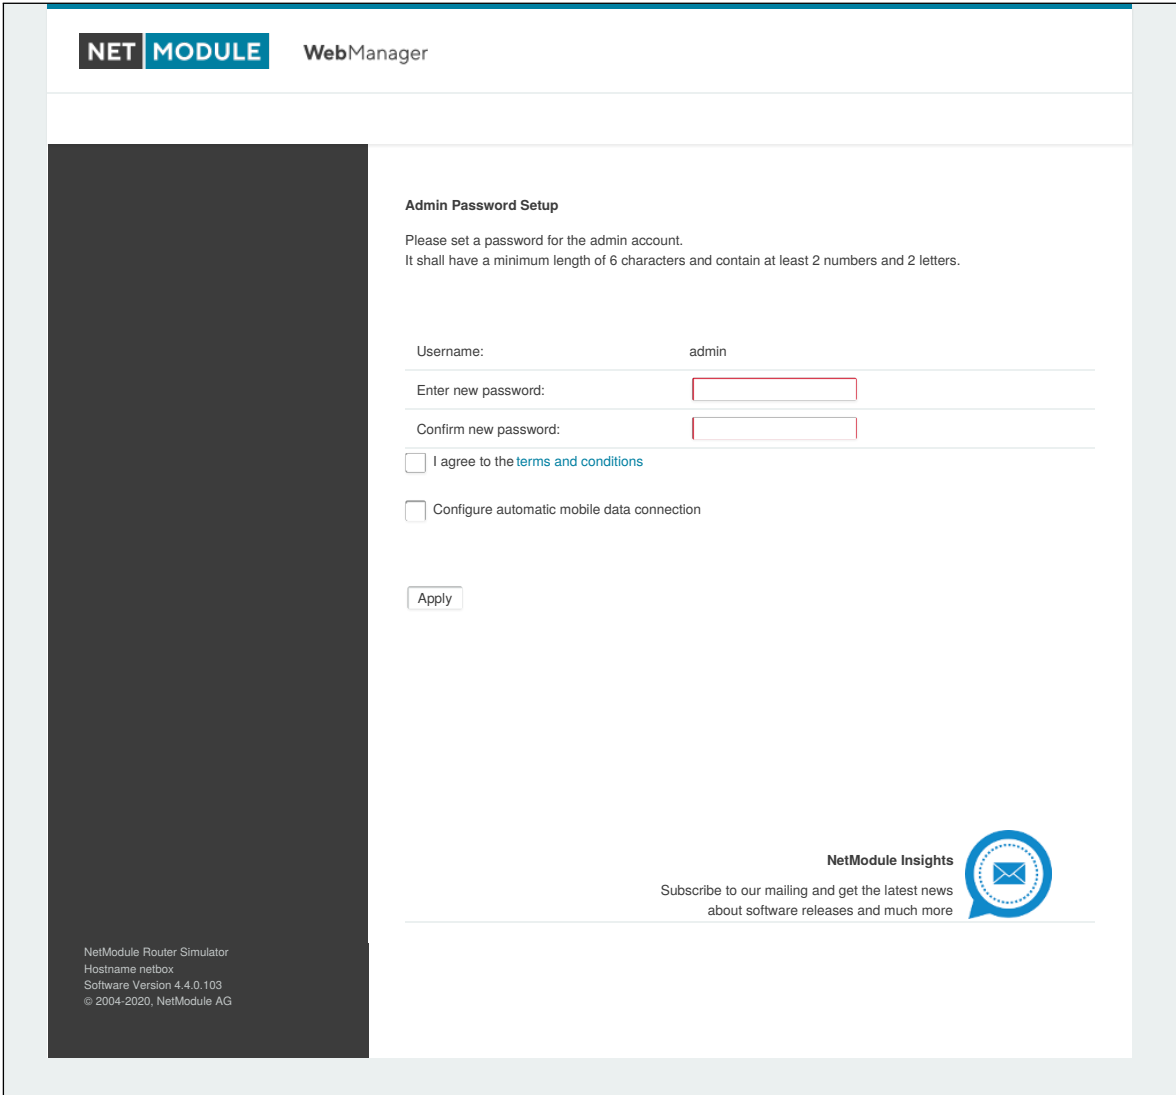 NET MODULE WebManager
Admin Password Setup
Please set a password for the admin account.
It shall have a minimum length of 6 characters and contain at least 2 numbers and 2 letters.
Username: admin
Enter new password:
Confirm new password:
I agree to the terms and conditions
Configure automatic mobile data connection
Apply
NetModule Insights
Subscribe to our mailing and get the latest news
about software releases and much more
NetModule Router Simulator
Hostname netbox
Software Version 4.4.0.103
© 2004-2020, NetModule AG